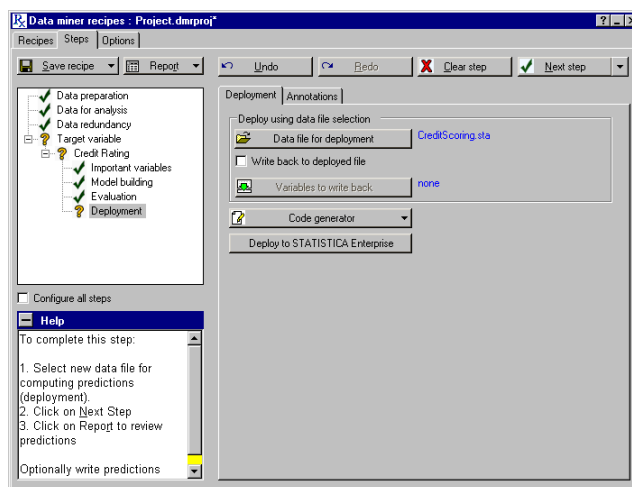 Data miner recipes : Project.dmrproj*
Recipes Steps Options
Save recipe Report Undo Redo Clear step Next step
Data preparation
Data for analysis
Data redundancy
Target variable
Credit Rating
Important variables
Model building
Evaluation
Deployment
Configure all steps
Help
To complete this step:
1. Select new data file for
computing predictions
(deployment).
2. Click on Next Step
3. Click on Report to review
predictions
Optionally write predictions
Deployment Annotations
Deploy using data file selection
Data file for deployment CreditScoring.sta
Write back to deployed file
Variables to write back none
Code generator
Deploy to STATISTICA Enterprise